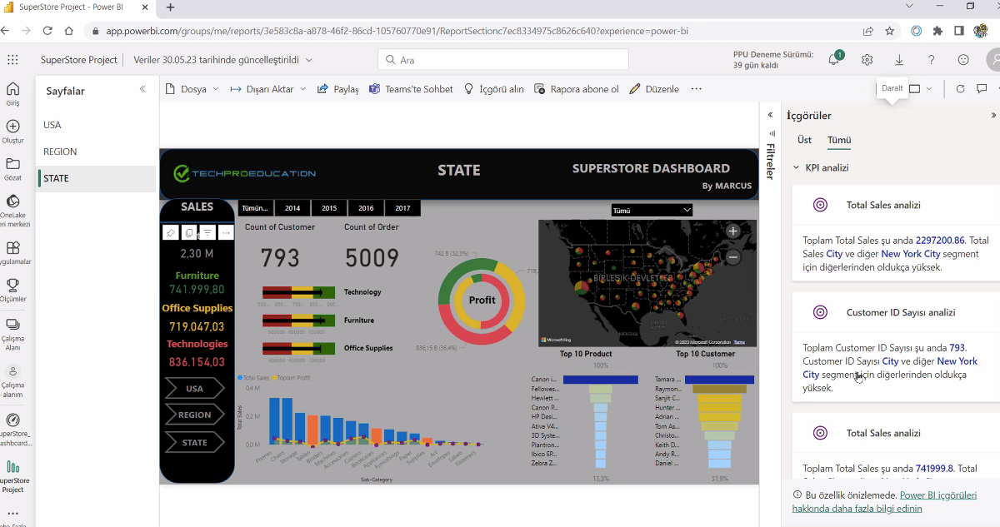 SuperStore Project - Power BI
app.powerbi.com/groups/me/reports/3e583c8a-a878-46f2-86cd-105760770e91/ReportSectionc7ec8334975c8626c640?experience=power-bi
SuperStore Project
Veriler 30.05.23 tarihinde güncelleştirildi
Ara
PPU Deneme Sürümü:
39 gün kaldı
1
Sayfalar
Dosya
Dışarı Aktar
Paylaş
Teams'te Sohbet
İçgörü alın
Rapora abone ol
Düzenle
Daralt
Giriş
Oluştur
Gözat
OneLake
eri merkezi
ygulamalar
Ölçümler
Çalışma
Alanı
Çalışma
alanım
uperStore_
ashboard...
uperStore
Project
USA
REGION
STATE
TECHPROEDUCATION
STATE
SUPERSTORE DASHBOARD
By MARCUS
SALES
2,30 M
Furniture
741.999,80
Office Supplies
719.047,03
Technologies
836.154,03
USA
REGION
STATE
Tümün...
2014
2015
2016
2017
Tümü
Count of Customer
Count of Order
793
5009
Technology
Furniture
Office Supplies
742 B (32,3%)
719,
Profit
836,15 B (36,4%)
BİRLEŞİK DEVLETLER
MEKSİKA
Microsoft Bing
© 2023 Microsoft Corporation
Terms
Total Sales
Toplam Profit
Total Sales
0,4 M
0,2 M
0,0 M
Phones
Chairs
Storage
Tables
Binders
Machines
Accessories
Copiers
Bookcases
Appliances
Furnishings
Paper
Supplies
Art
Envelopes
Labels
Fasteners
Sub-Category
Top 10 Product
100%
Canon i...
Fellowes...
Hewlett ...
Canon P...
HP Desi...
Ativa V4...
3D Syste...
Plantron...
Ibico EP...
Zebra Z...
13,3%
Top 10 Customer
100%
Tamara ...
Raymon...
Sanjit C...
Hunter ...
Adrian ...
Tom As...
Christo...
Keith D...
Andy R...
Daniel ...
31,9%
Filtreler
İçgörüler
Üst
Tümü
KPI analizi
Total Sales analizi
Toplam Total Sales şu anda 2297200.86. Total
Sales City ve diğer New York City segment
için diğerlerinden oldukça yüksek.
Customer ID Sayısı analizi
Toplam Customer ID Sayısı şu anda 793.
Customer ID Sayısı City ve diğer New York
City segment için diğerlerinden oldukça
yüksek.
Total Sales analizi
Toplam Total Sales şu anda 741999.8. Total
Bu özellik önizlemede. Power BI içgörüleri
hakkında daha fazla bilgi edinin